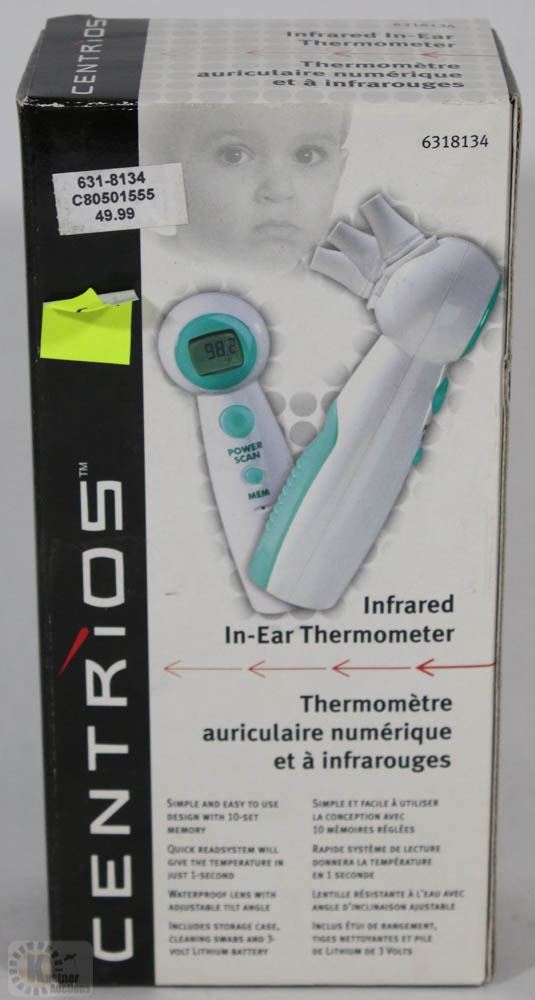 CENTRIOS
6318134
Infrared In-Ear
Thermometer
Thermomètre
auriculaire numérique
et à infrarouges
6318134
631-8134
C80501555
49.99
98.2
POWER
SCAN
MEM
CENTRIOS™
Infrared
In-Ear Thermometer
Thermomètre
auriculaire numérique
et à infrarouges
SIMPLE AND EASY TO USE
DESIGN WITH 10-SET
MEMORY
QUICK READSYSTEM WILL
GIVE THE TEMPERATURE IN
JUST 1-SECOND
WATERPROOF LENS WITH
ADJUSTABLE TILT ANGLE
INCLUDES STORAGE CASE,
CLEANING SWABS AND 3-
VOLT LITHIUM BATTERY
SIMPLE ET FACILE À UTILISER
LA CONCEPTION AVEC
10 MÉMOIRES RÉGLÉES
RAPIDE SYSTÈME DE LECTURE
DONNERA LA TEMPÉRATURE
EN 1 SECONDE
LENTILLE RÉSISTANTE À L'EAU AVEC
ANGLE D'INCLINAISON AJUSTABLE
INCLUS ÉTUI DE RANGEMENT,
TIGES NETTOYANTES ET PILE
DE LITHIUM DE 3 VOLTS
Kastner
Auctions